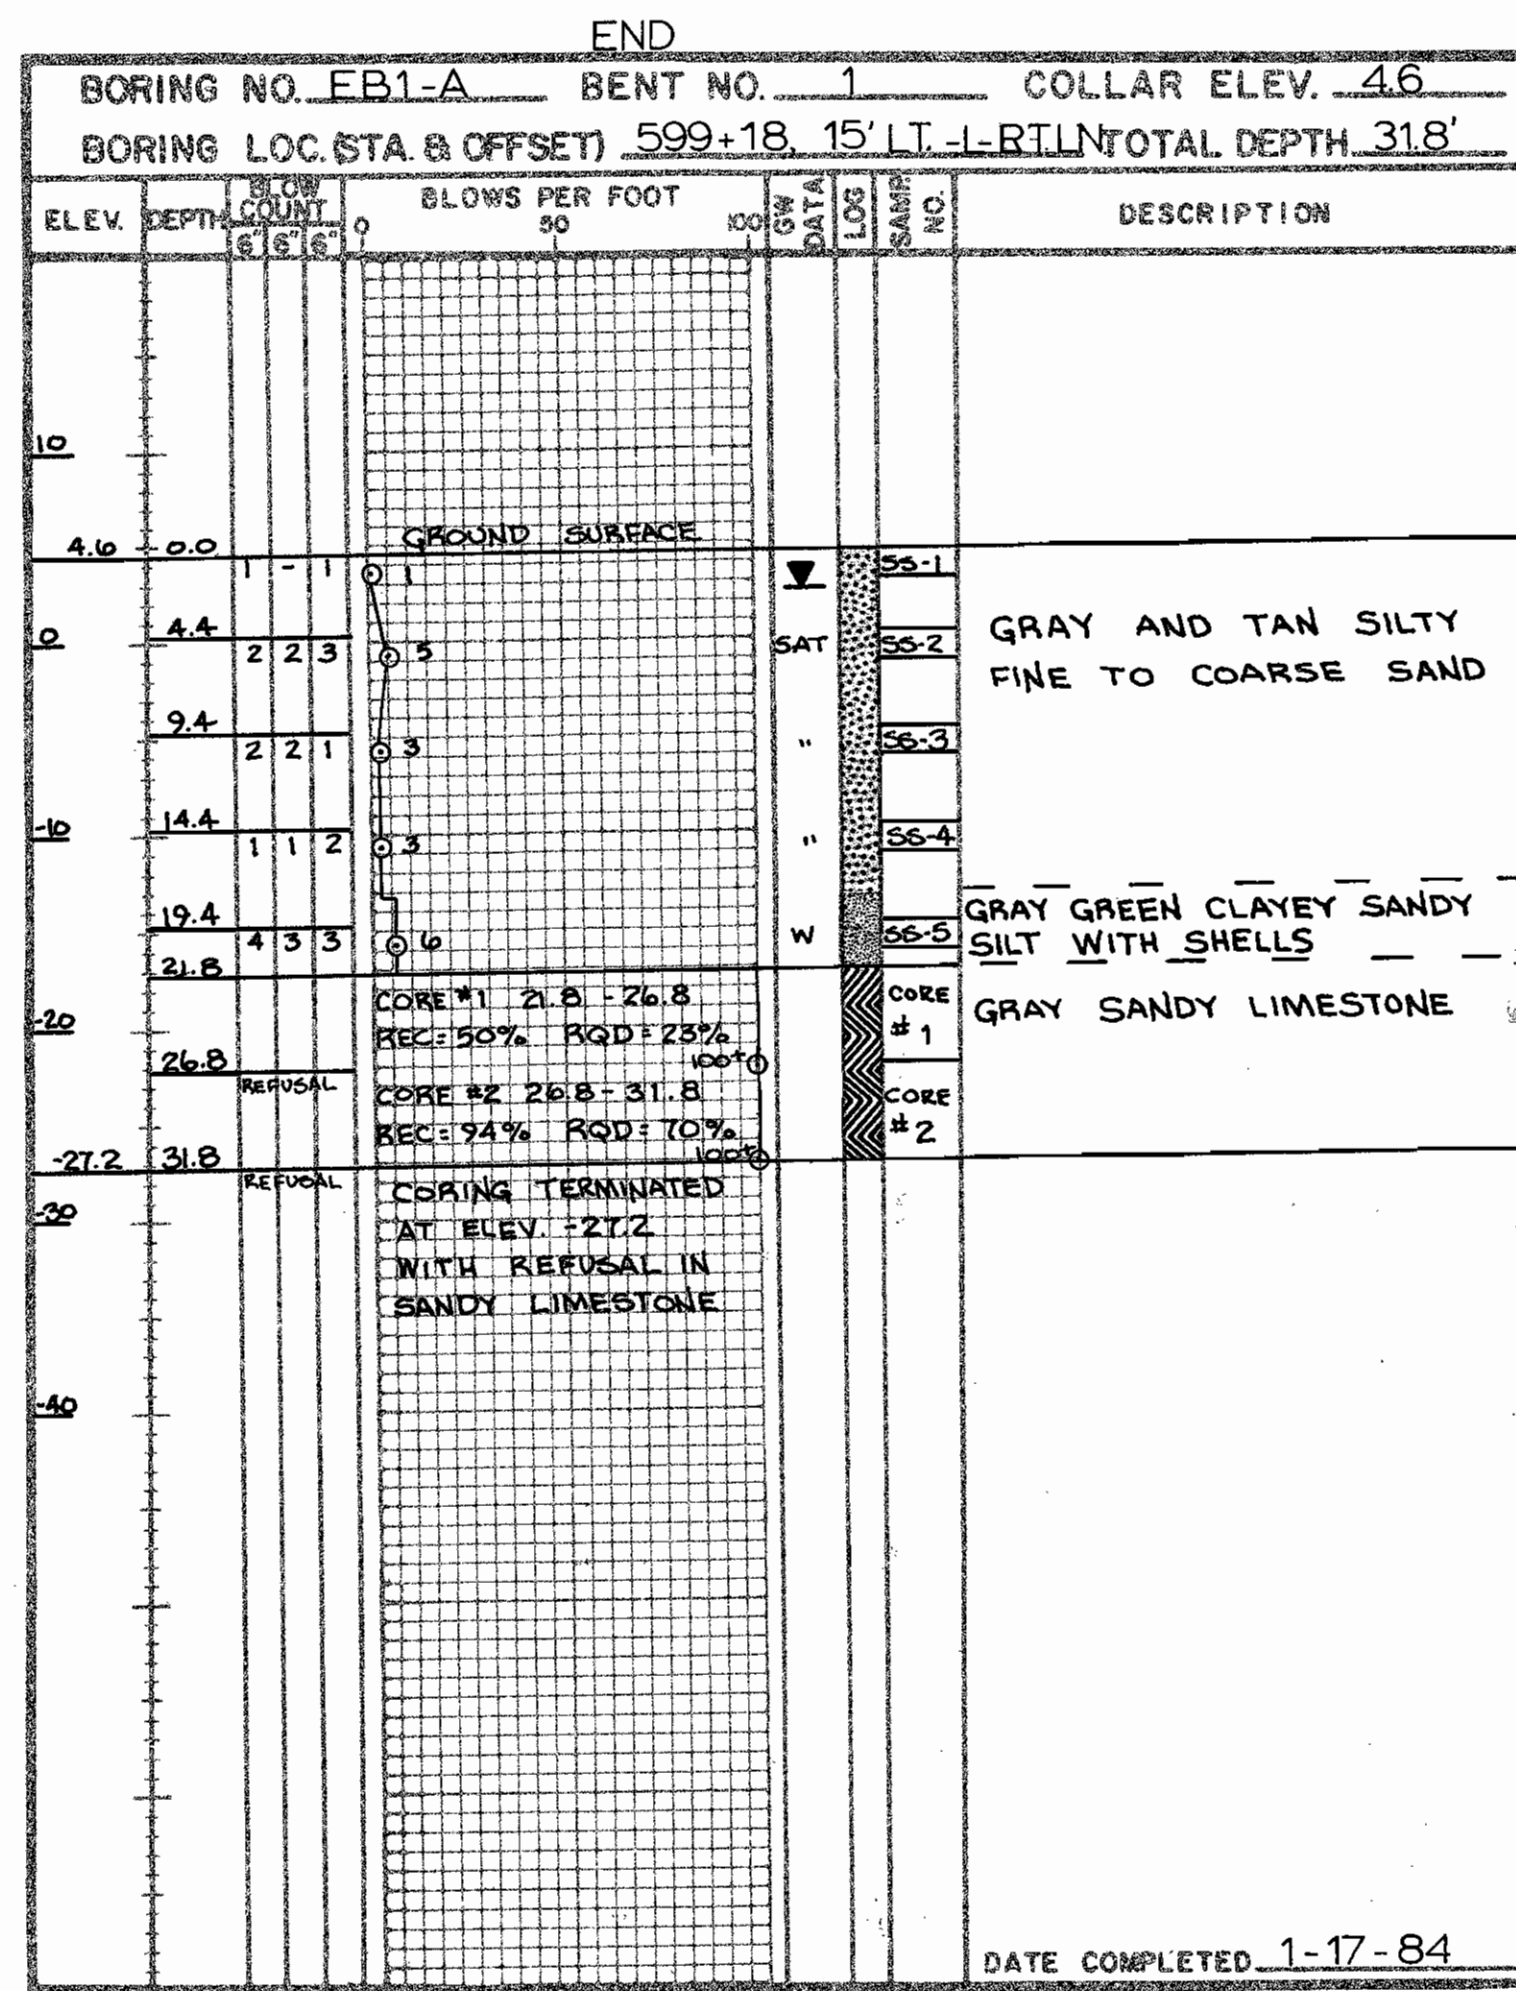 END
BORING NO. EB1-A BENT NO. 1 COLLAR ELEV. 4.6
BORING LOC.(STA. & OFFSET) 599+18, 15' LT. -L- RT.LN TOTAL DEPTH 31.8'
ELEV. DEPTH BLOW COUNT 6" 6" 6" BLOWS PER FOOT 0 50 100 GW DATA LOG SAMP. NO. DESCRIPTION
10
GROUND SURFACE
4.6 0.0
1 - 1 1 SS-1
0 4.4 SAT GRAY AND TAN SILTY
2 2 3 5 SS-2
FINE TO COARSE SAND
9.4
2 2 1 3 " SS-3
-10 14.4
1 1 2 3 " SS-4
19.4 GRAY GREEN CLAYEY SANDY
4 3 3 6 W SS-5 SILT WITH SHELLS
21.8
CORE #1 21.8 - 26.8 CORE GRAY SANDY LIMESTONE
-20 REC= 50% RQD= 23% # 1
26.8 100+
REFUSAL CORE #2 26.8 - 31.8 CORE
REC= 94% RQD= 70% # 2
-27.2 31.8 100+
REFUSAL CORING TERMINATED
-30 AT ELEV. -27.2
WITH REFUSAL IN
SANDY LIMESTONE
-40
DATE COMPLETED 1-17-84